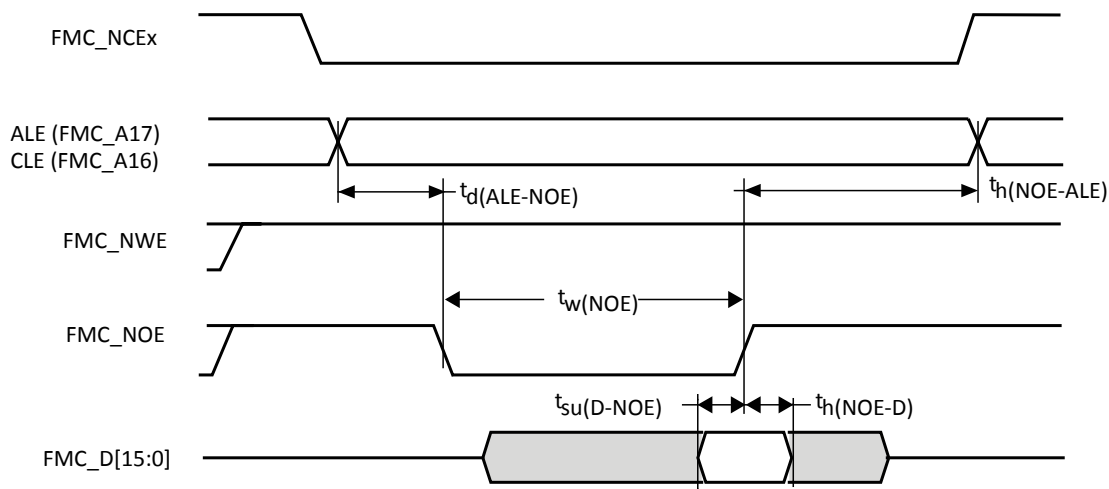 FMC_NCEx
ALE (FMC_A17)
CLE (FMC_A16)
td(ALE-NOE)
th(NOE-ALE)
FMC_NWE
tw(NOE)
FMC_NOE
tsu(D-NOE)
th(NOE-D)
FMC_D[15:0]